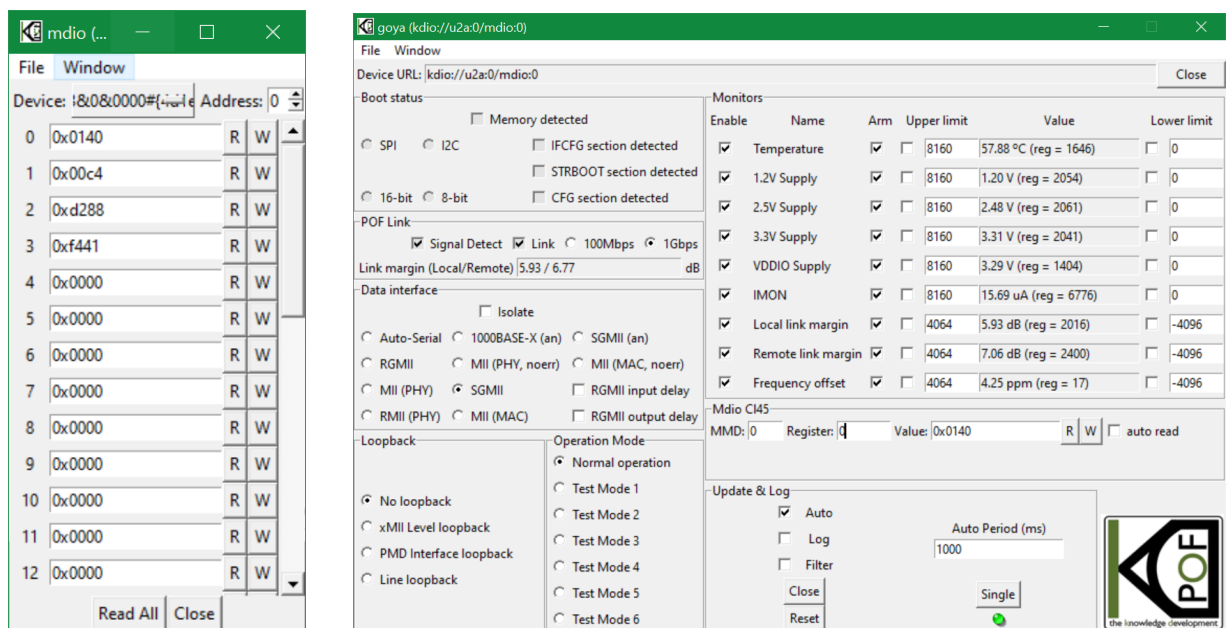 mdio (...
File Window
Device: Address: 0
0 0x0140 R W
1 0x00c4 R W
2 0xd288 R W
3 0xf441 R W
4 0x0000 R W
5 0x0000 R W
6 0x0000 R W
7 0x0000 R W
8 0x0000 R W
9 0x0000 R W
10 0x0000 R W
11 0x0000 R W
12 0x0000 R W
Read All Close
goya (kdio://u2a:0/mdio:0)
File Window
Device URL: kdio://u2a:0/mdio:0 Close
Boot status
Memory detected
SPI I2C IFCFG section detected
STRBOOT section detected
16-bit 8-bit CFG section detected
POF Link
Signal Detect Link 100Mbps 1Gbps
Link margin (Local/Remote) 5.93 / 6.77 dB
Data interface
Isolate
Auto-Serial 1000BASE-X (an) SGMII (an)
RGMII MII (PHY, noerr) MII (MAC, noerr)
MII (PHY) SGMII RGMII input delay
RMII (PHY) MII (MAC) RGMII output delay
Loopback
No loopback
xMII Level loopback
PMD Interface loopback
Line loopback
Operation Mode
Normal operation
Test Mode 1
Test Mode 2
Test Mode 3
Test Mode 4
Test Mode 5
Test Mode 6
Monitors
Enable Name Arm Upper limit Value Lower limit
Temperature 8160 57.88 ºC (reg = 1646) 0
1.2V Supply 8160 1.20 V (reg = 2054) 0
2.5V Supply 8160 2.48 V (reg = 2061) 0
3.3V Supply 8160 3.31 V (reg = 2041) 0
VDDIO Supply 8160 3.29 V (reg = 1404) 0
IMON 8160 15.69 uA (reg = 6776) 0
Local link margin 4064 5.93 dB (reg = 2016) -4096
Remote link margin 4064 7.06 dB (reg = 2400) -4096
Frequency offset 4064 4.25 ppm (reg = 17) -4096
Mdio Cl45
MMD: 0 Register: 0 Value: 0x0140 R W auto read
Update & Log
Auto
Log
Filter
Close
Reset
Auto Period (ms)
1000
Single
KDPOF
the knowledge development